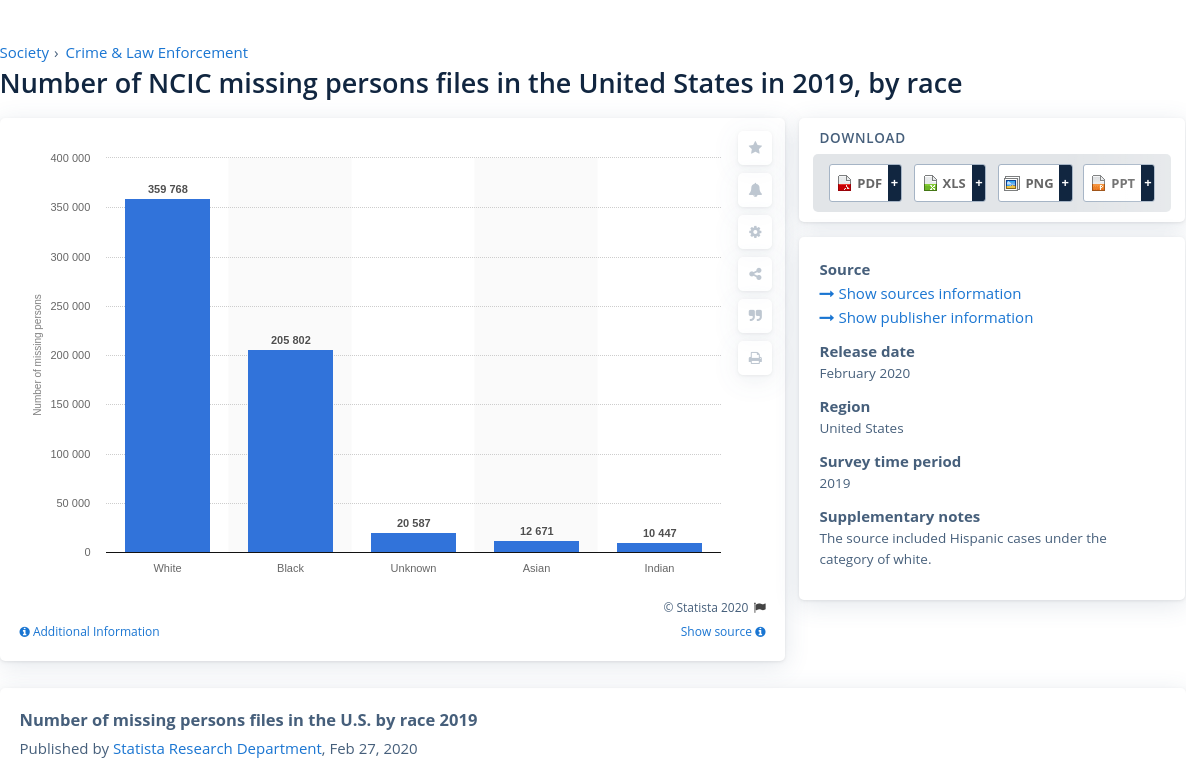 Society › Crime & Law Enforcement
Number of NCIC missing persons files in the United States in 2019, by race
400 000
350 000
300 000
250 000
200 000
150 000
100 000
50 000
0
Number of missing persons
359 768
205 802
20 587
12 671
10 447
White
Black
Unknown
Asian
Indian
© Statista 2020
Additional Information
Show source
DOWNLOAD
PDF + XLS + PNG + PPT +
Source
Show sources information
Show publisher information
Release date
February 2020
Region
United States
Survey time period
2019
Supplementary notes
The source included Hispanic cases under the
category of white.
Number of missing persons files in the U.S. by race 2019
Published by Statista Research Department, Feb 27, 2020